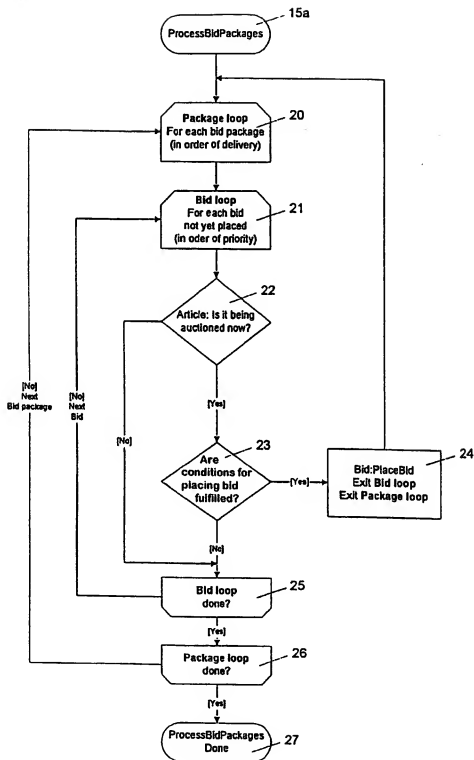 15a
ProcessBidPackages
Package loop
For each bid package
(in order of delivery)
20
Bid loop
For each bid
not yet placed
(in oder of priority)
21
22
Article: Is it being
auctioned now?
[No]
Next
Bid package
[No]
Next
Bid
[No]
[Yes]
23
Are
conditions for
placing bid
fulfilled?
[Yes]
24
Bid:PlaceBid
Exit Bid loop
Exit Package loop
[No]
Bid loop
done?
25
[Yes]
Package loop
done?
26
[Yes]
ProcessBidPackages
Done
27